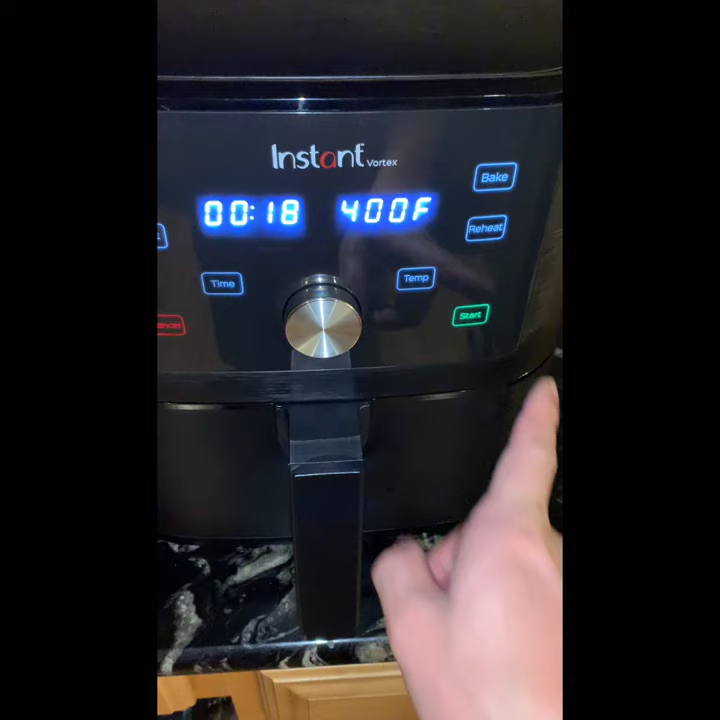 Instant Vortex
00:18 400F
Bake
Reheat
Time
Temp
Start